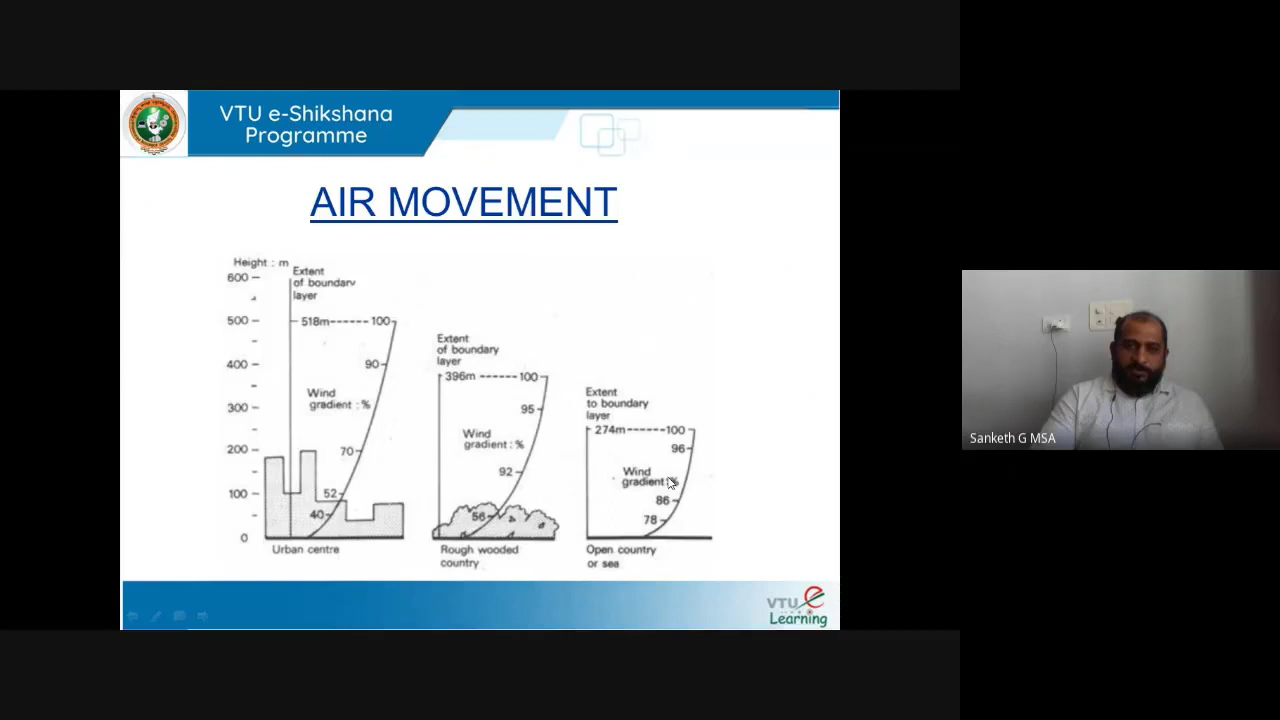 VTU e-Shikshana
Programme
AIR MOVEMENT
Height : m
600
500
400
300
200
100
0
Extent
of boundary
layer
518m
100
90
Wind
gradient : %
70
52
40
Urban centre
Extent
of boundary
layer
396m
100
95
Wind
gradient : %
92
56
Rough wooded
country
Extent
to boundary
layer
274m
100
96
Wind
gradient : %
86
78
Open country
or sea
VTU e
Learning
Sanketh G MSA